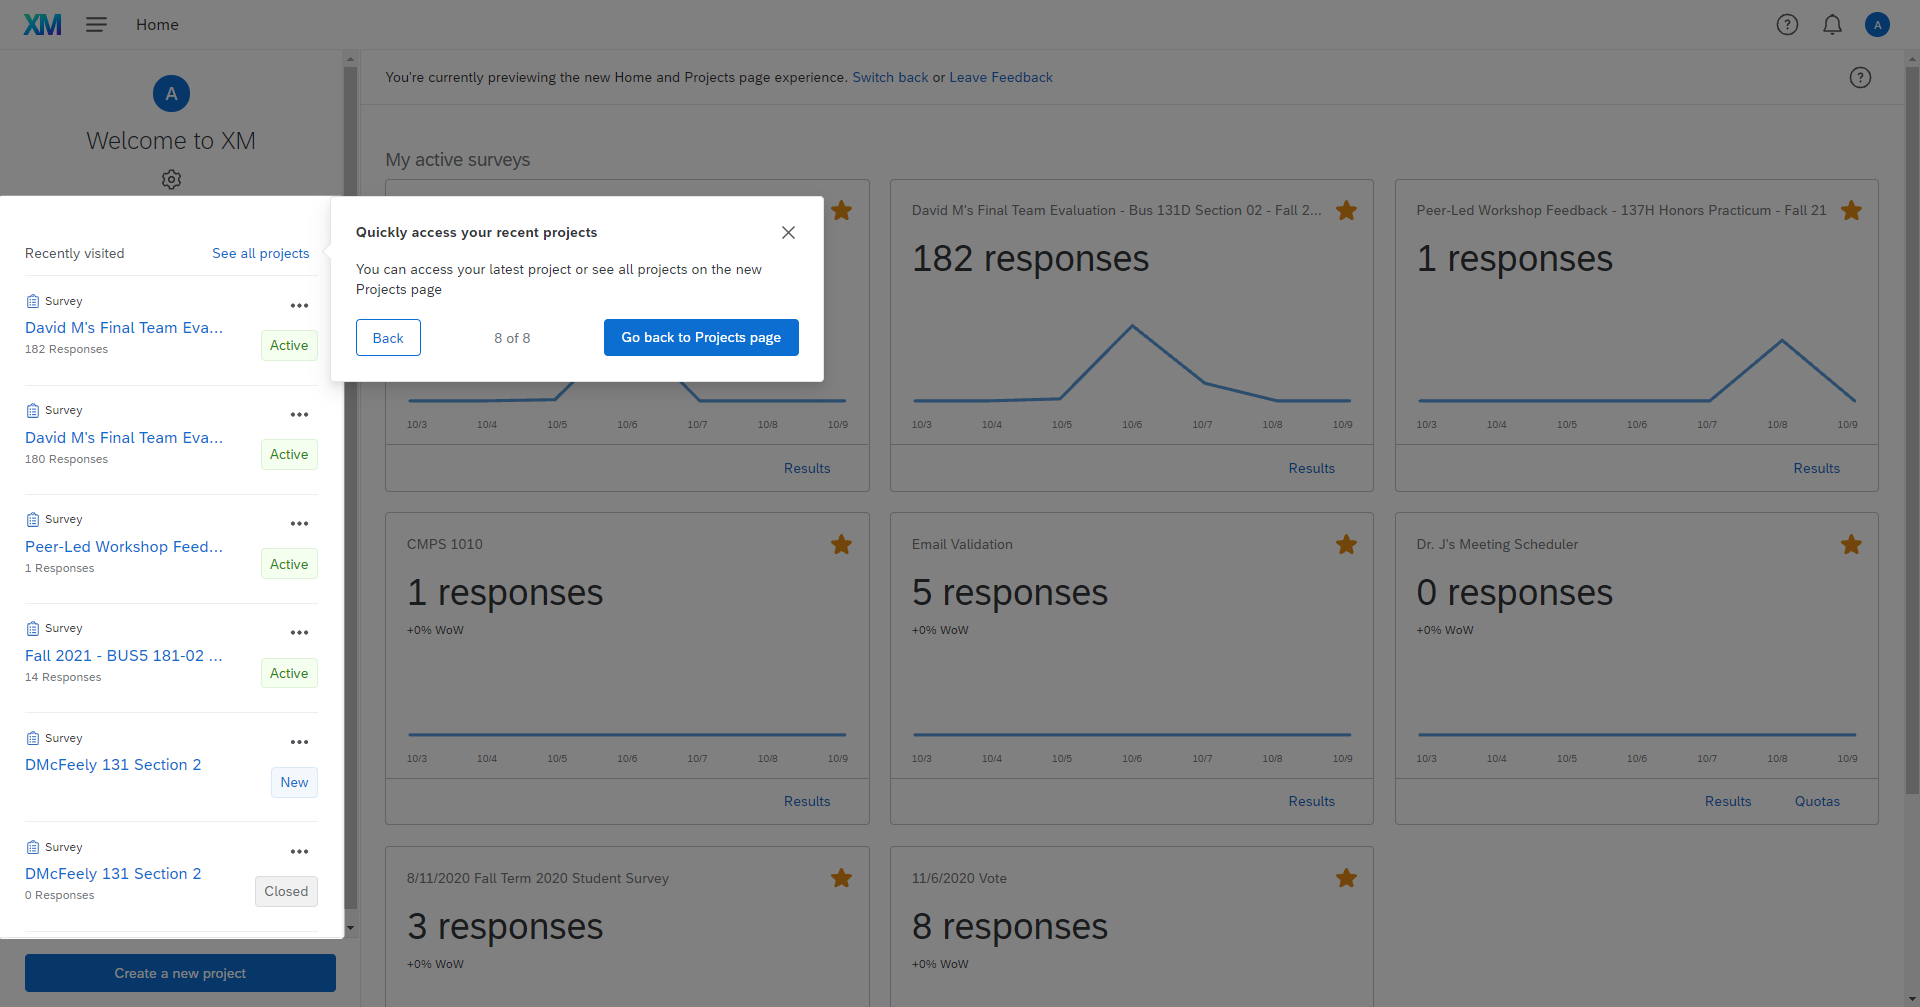 XM
Home
?
A
A
Welcome to XM
You're currently previewing the new Home and Projects page experience. Switch back or Leave Feedback
?
My active surveys
Recently visited
See all projects
Survey
David M's Final Team Eva...
182 Responses
Active
Survey
David M's Final Team Eva...
180 Responses
Active
Survey
Peer-Led Workshop Feed...
1 Responses
Active
Survey
Fall 2021 - BUS5 181-02 ...
14 Responses
Active
Survey
DMcFeely 131 Section 2
New
Survey
DMcFeely 131 Section 2
0 Responses
Closed
Create a new project
Quickly access your recent projects
You can access your latest project or see all projects on the new
Projects page
Back
8 of 8
Go back to Projects page
10/3 10/4 10/5 10/6 10/7 10/8 10/9
Results
David M's Final Team Evaluation - Bus 131D Section 02 - Fall 2...
182 responses
10/3 10/4 10/5 10/6 10/7 10/8 10/9
Results
Peer-Led Workshop Feedback - 137H Honors Practicum - Fall 21
1 responses
10/3 10/4 10/5 10/6 10/7 10/8 10/9
Results
CMPS 1010
1 responses
+0% WoW
10/3 10/4 10/5 10/6 10/7 10/8 10/9
Results
Email Validation
5 responses
+0% WoW
10/3 10/4 10/5 10/6 10/7 10/8 10/9
Results
Dr. J's Meeting Scheduler
0 responses
+0% WoW
10/3 10/4 10/5 10/6 10/7 10/8 10/9
Results
Quotas
8/11/2020 Fall Term 2020 Student Survey
3 responses
+0% WoW
11/6/2020 Vote
8 responses
+0% WoW